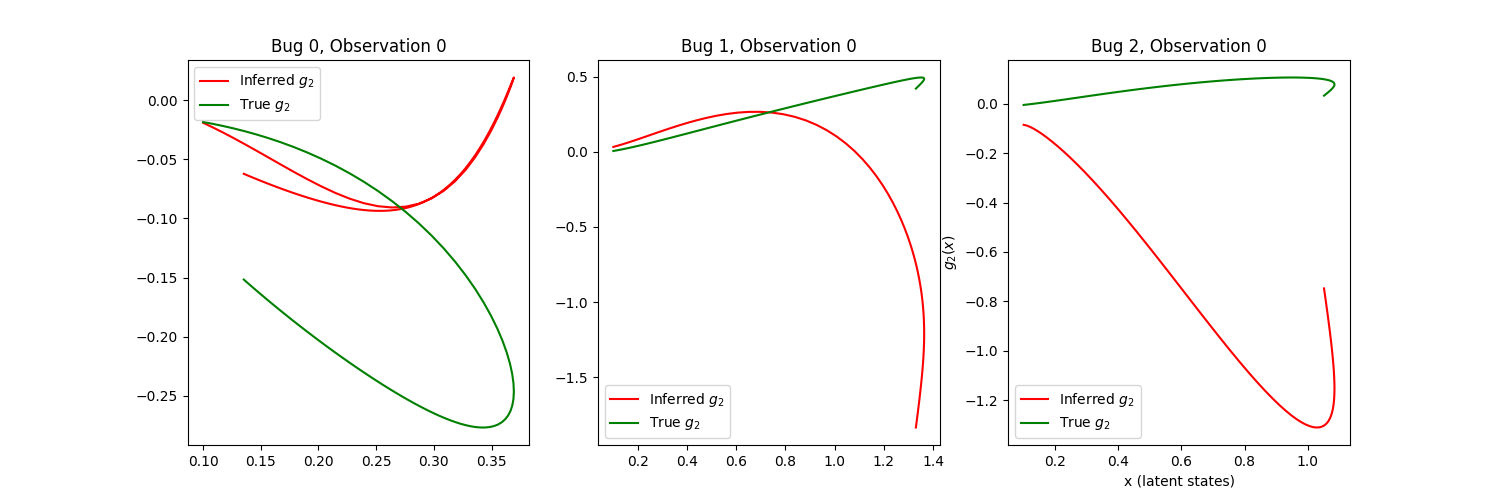 Bug 0, Observation 0
Inferred g₂
True g₂
0.00
−0.05
−0.10
−0.15
−0.20
−0.25
0.10 0.15 0.20 0.25 0.30 0.35
Bug 1, Observation 0
0.5
0.0
−0.5
−1.0
−1.5
Inferred g₂
True g₂
0.2 0.4 0.6 0.8 1.0 1.2 1.4
Bug 2, Observation 0
g₂(x)
0.0
−0.2
−0.4
−0.6
−0.8
−1.0
−1.2
Inferred g₂
True g₂
0.2 0.4 0.6 0.8 1.0
x (latent states)